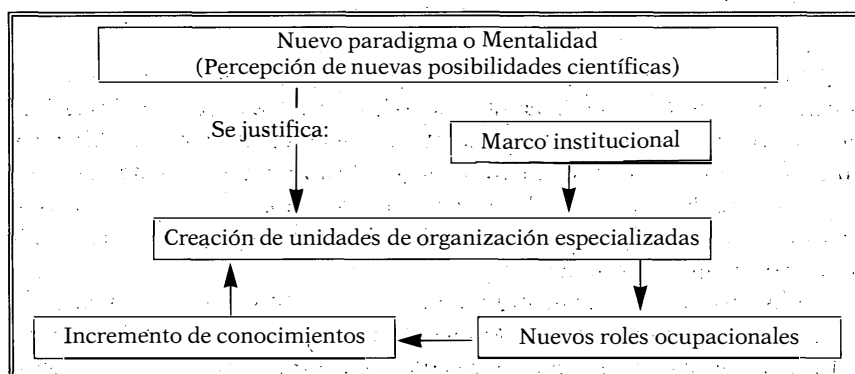 Nuevo paradigma o Mentalidad
(Percepción de nuevas posibilidades científicas)
Se justifica:
Marco institucional
Creación de unidades de organización especializadas
Incremento de conocimientos
Nuevos roles ocupacionales